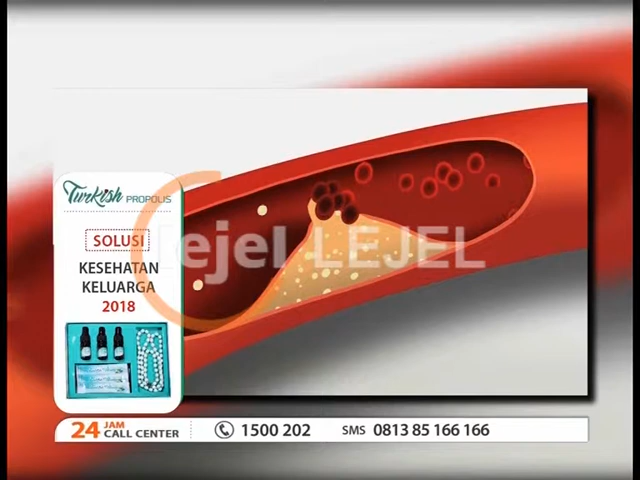 Turkish PROPOLIS
SOLUSI
KESEHATAN
KELUARGA
2018
lejel LEJEL
24 JAM
CALL CENTER
1500 202
SMS 0813 85 166 166